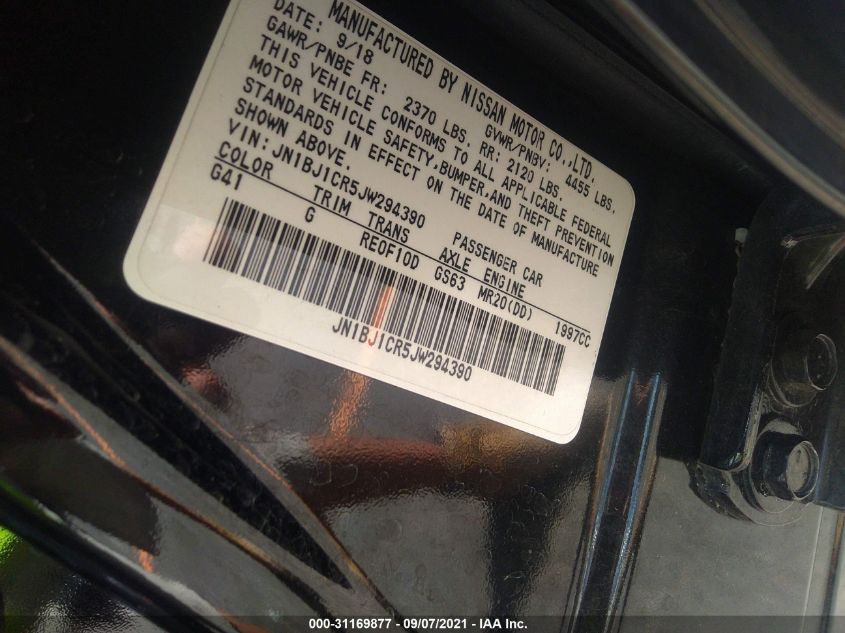 MANUFACTURED BY NISSAN MOTOR CO.,LTD.
DATE: 9/18 GVWR/PNBV: 4455 LBS.
GAWR/PNBE FR: 2370 LBS. RR: 2120 LBS.
THIS VEHICLE CONFORMS TO ALL APPLICABLE FEDERAL
MOTOR VEHICLE SAFETY,BUMPER,AND THEFT PREVENTION
STANDARDS IN EFFECT ON THE DATE OF MANUFACTURE
SHOWN ABOVE.
VIN:JN1BJ1CR5JW294390 PASSENGER CAR
COLOR TRIM TRANS AXLE ENGINE
G41 G RE0F10D GS63 MR20(DD) 1997CC
JN1BJ1CR5JW294390
000-31169877 - 09/07/2021 - IAA Inc.